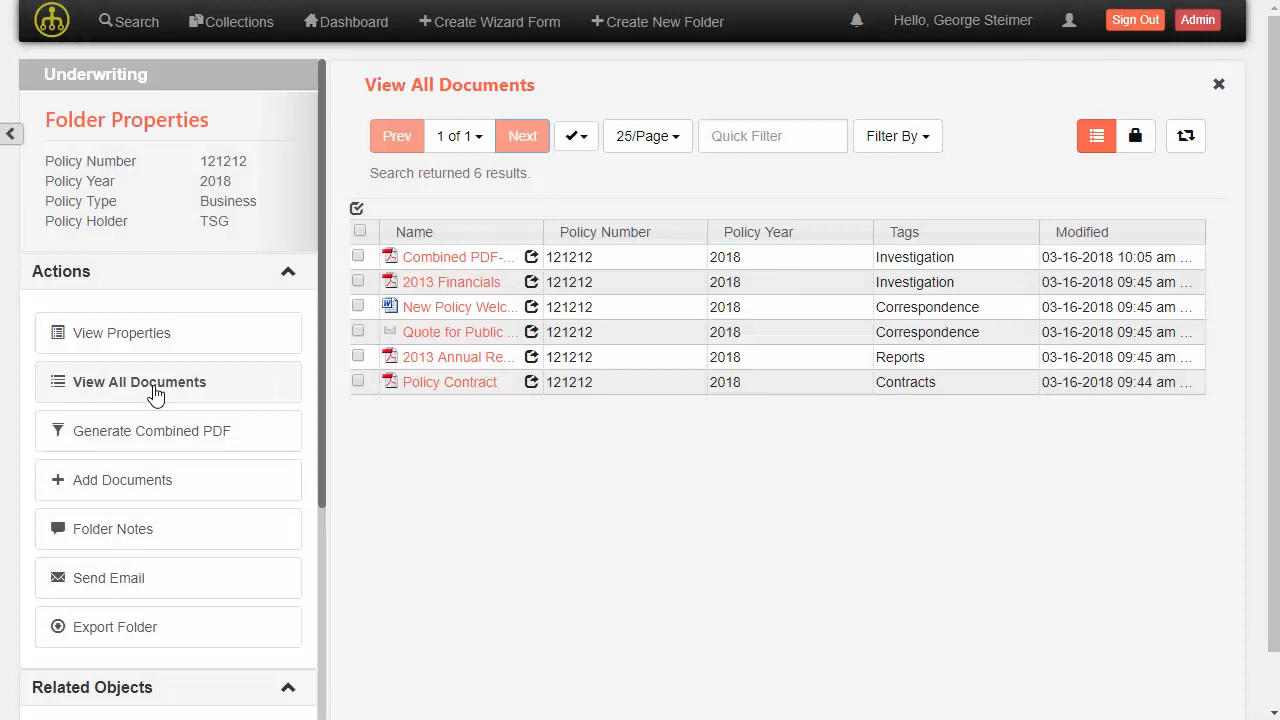 Search Collections Dashboard Create Wizard Form Create New Folder Hello, George Steimer Sign Out Admin
Underwriting
Folder Properties
Policy Number 121212
Policy Year 2018
Policy Type Business
Policy Holder TSG
Actions
View Properties
View All Documents
Generate Combined PDF
Add Documents
Folder Notes
Send Email
Export Folder
Related Objects
View All Documents
Prev 1 of 1 Next 25/Page Quick Filter Filter By
Search returned 6 results.
Name Policy Number Policy Year Tags Modified
Combined PDF-... 121212 2018 Investigation 03-16-2018 10:05 am ...
2013 Financials 121212 2018 Investigation 03-16-2018 09:45 am ...
New Policy Welc... 121212 2018 Correspondence 03-16-2018 09:45 am ...
Quote for Public ... 121212 2018 Correspondence 03-16-2018 09:45 am ...
2013 Annual Re... 121212 2018 Reports 03-16-2018 09:45 am ...
Policy Contract 121212 2018 Contracts 03-16-2018 09:44 am ...